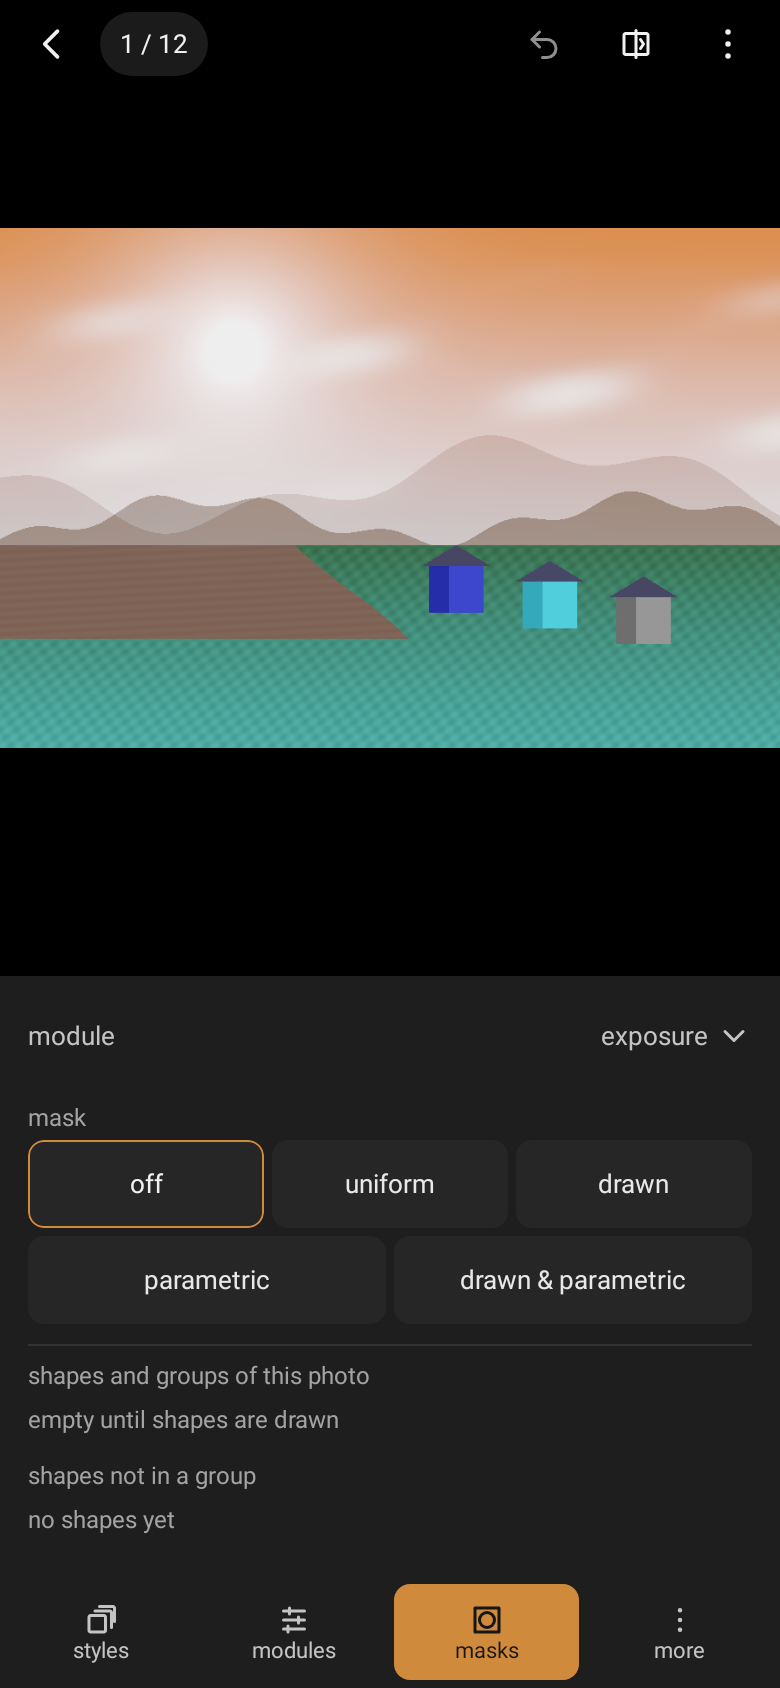 1 / 12
module
exposure
mask
off
uniform
drawn
parametric
drawn & parametric
shapes and groups of this photo
empty until shapes are drawn
shapes not in a group
no shapes yet
styles
modules
masks
more